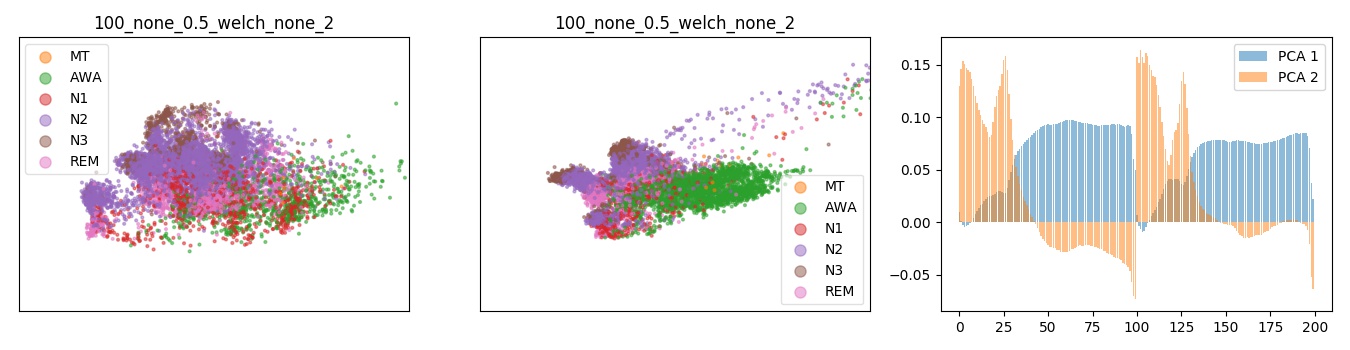 100_none_0.5_welch_none_2
MT
AWA
N1
N2
N3
REM
100_none_0.5_welch_none_2
MT
AWA
N1
N2
N3
REM
PCA 1
PCA 2
0.15
0.10
0.05
0.00
−0.05
0 25 50 75 100 125 150 175 200